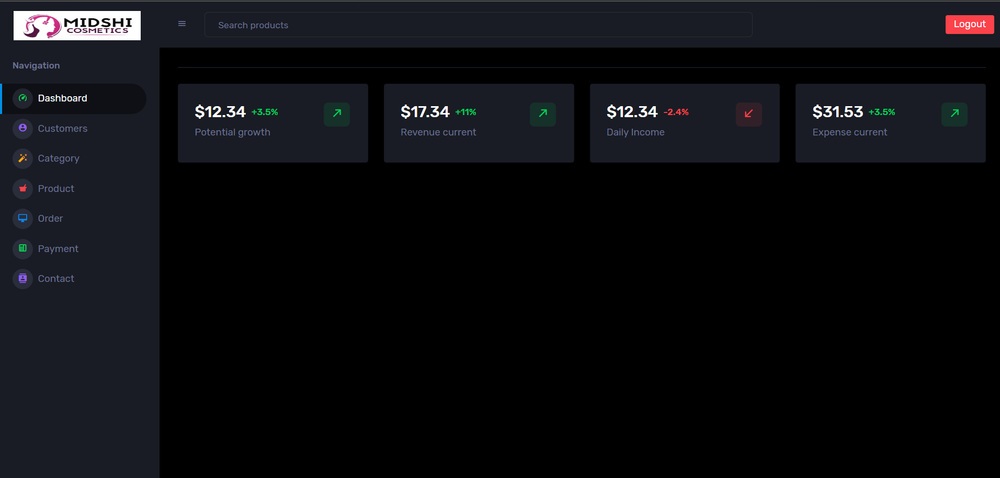 MIDSHI
COSMETICS
Search products
Logout
Navigation
Dashboard
Customers
Category
Product
Order
Payment
Contact
$12.34 +3.5%
Potential growth
$17.34 +11%
Revenue current
$12.34 -2.4%
Daily Income
$31.53 +3.5%
Expense current